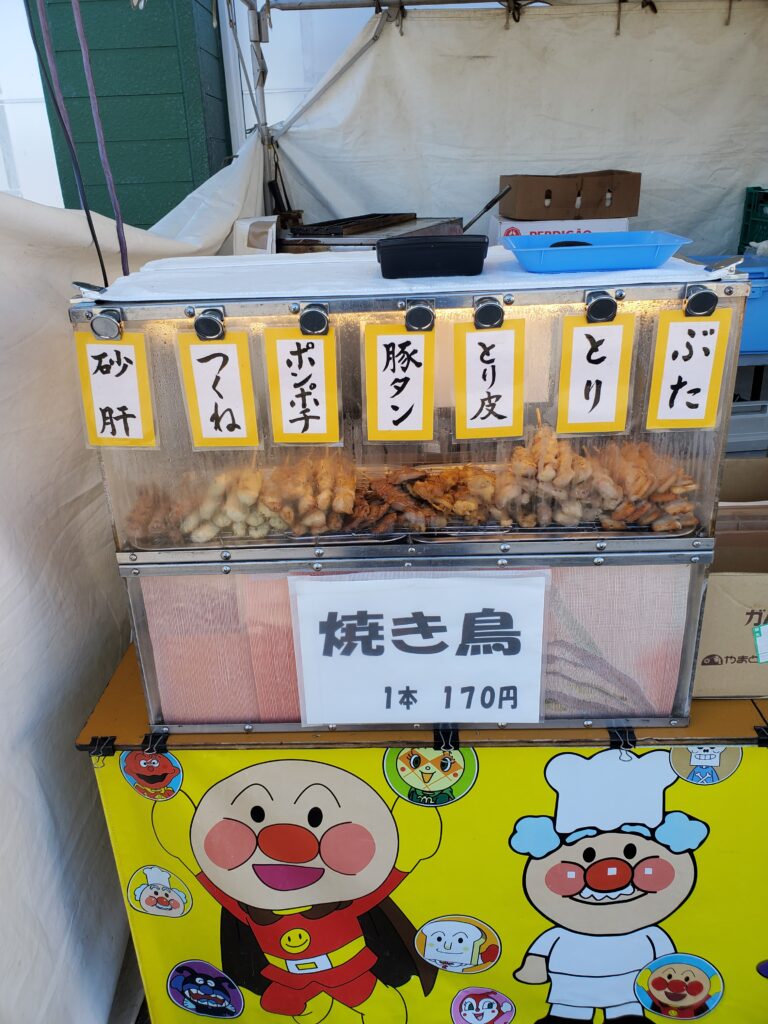 PERDIGÃO
砂肝
つくね
ポンポチ
豚タン
とり皮
とり
ぶた
焼き鳥
1本 170円